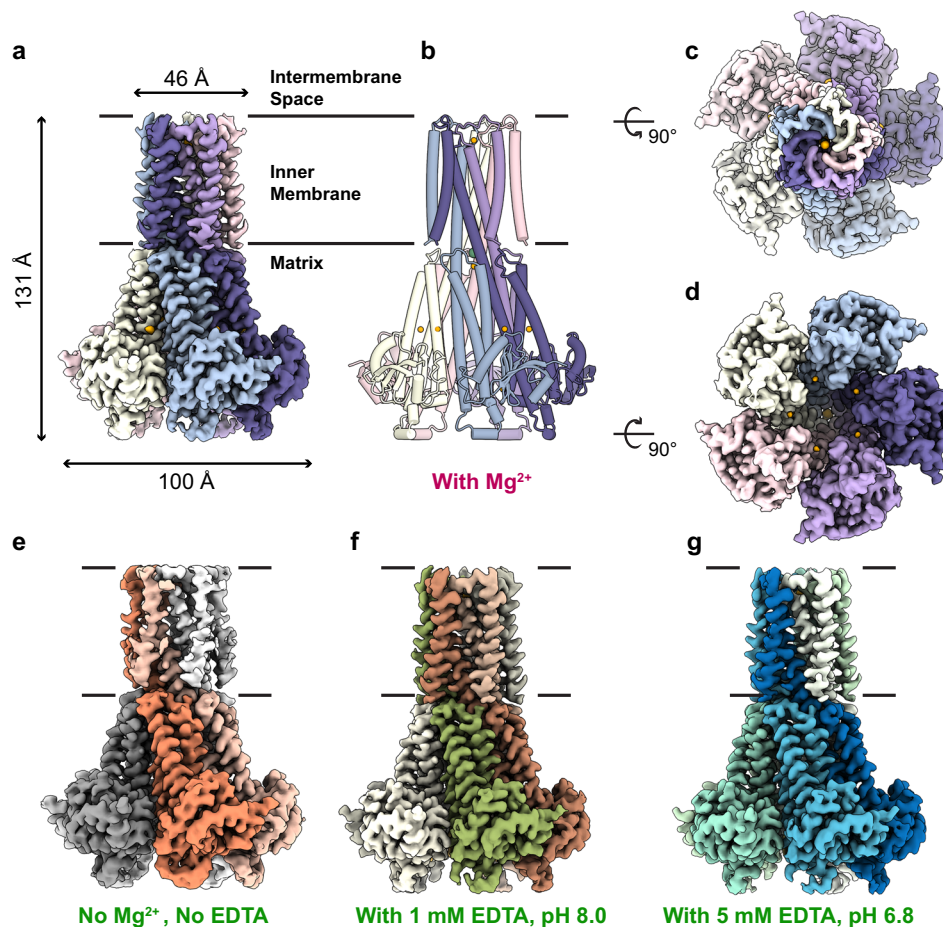 a
46 Å
Intermembrane
Space
b
c
90°
131 Å
Inner
Membrane
Matrix
d
90°
100 Å
With Mg²⁺
e
f
g
No Mg²⁺, No EDTA
With 1 mM EDTA, pH 8.0
With 5 mM EDTA, pH 6.8